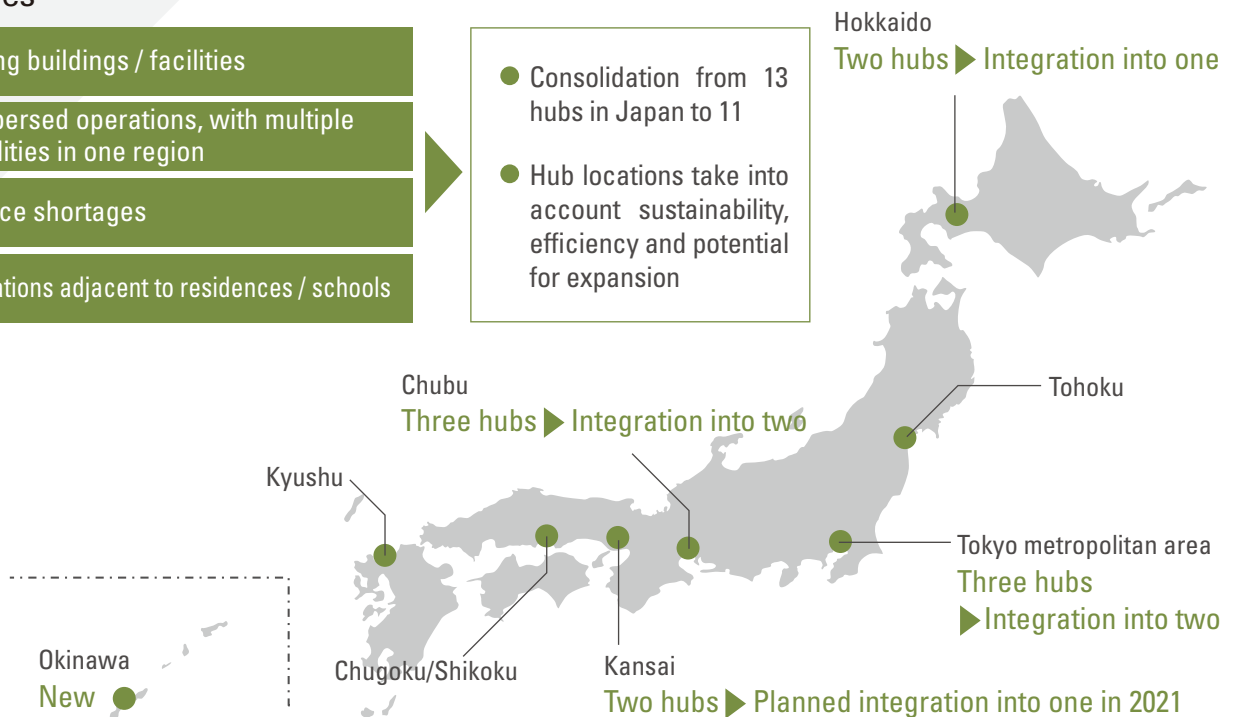 ng buildings / facilities
persed operations, with multiple
lities in one region
ce shortages
ations adjacent to residences / schools
● Consolidation from 13
hubs in Japan to 11
● Hub locations take into
account sustainability,
efficiency and potential
for expansion
Hokkaido
Two hubs ▶ Integration into one
Chubu
Three hubs ▶ Integration into two
Tohoku
Kyushu
Tokyo metropolitan area
Three hubs
▶ Integration into two
Okinawa
New
Chugoku/Shikoku
Kansai
Two hubs ▶ Planned integration into one in 2021